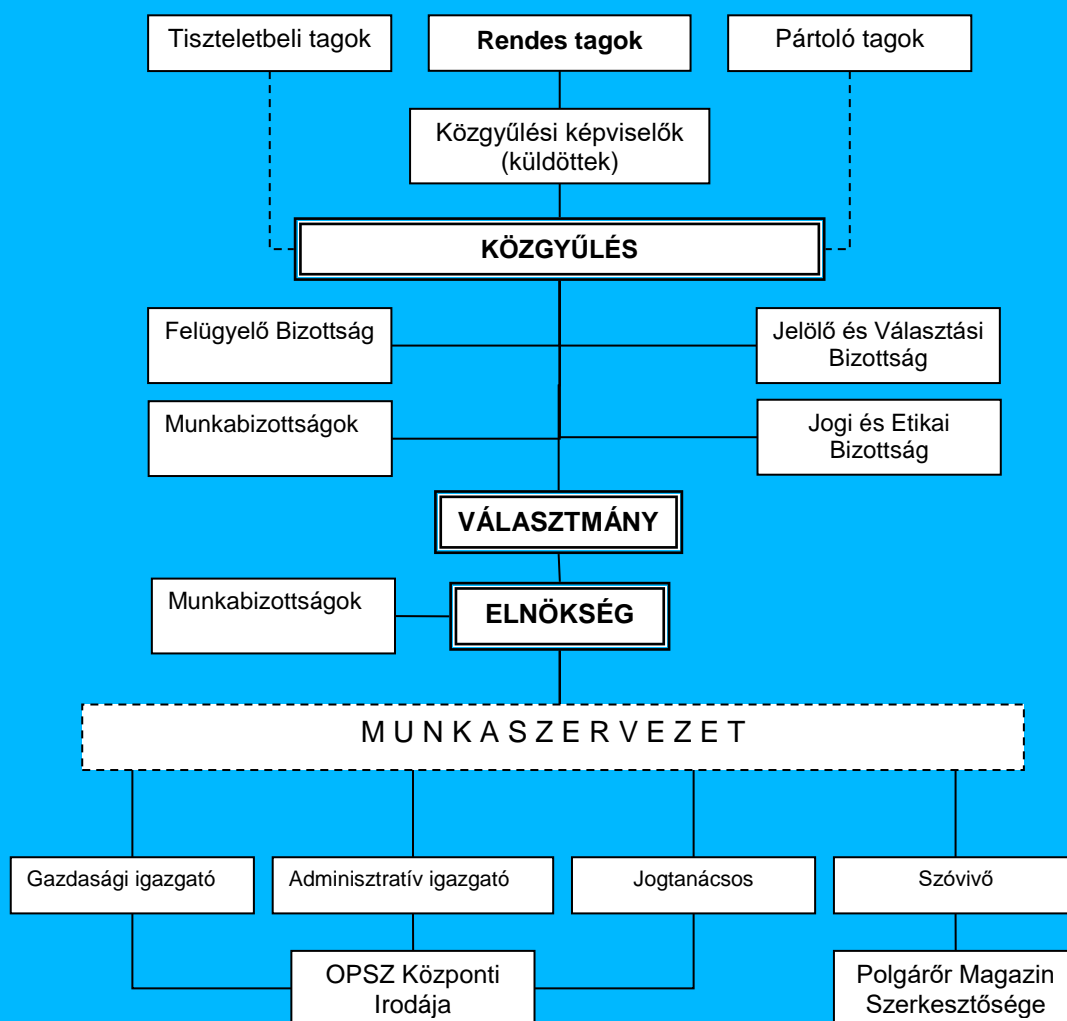 Tiszteletbeli tagok
Rendes tagok
Pártoló tagok
Közgyűlési képviselők
(küldöttek)
KÖZGYŰLÉS
Felügyelő Bizottság
Jelölő és Választási
Bizottság
Munkabizottságok
Jogi és Etikai
Bizottság
VÁLASZTMÁNY
Munkabizottságok
ELNÖKSÉG
M U N K A S Z E R V E Z E T
Gazdasági igazgató
Adminisztratív igazgató
Jogtanácsos
Szóvivő
OPSZ Központi
Irodája
Polgárőr Magazin
Szerkesztősége